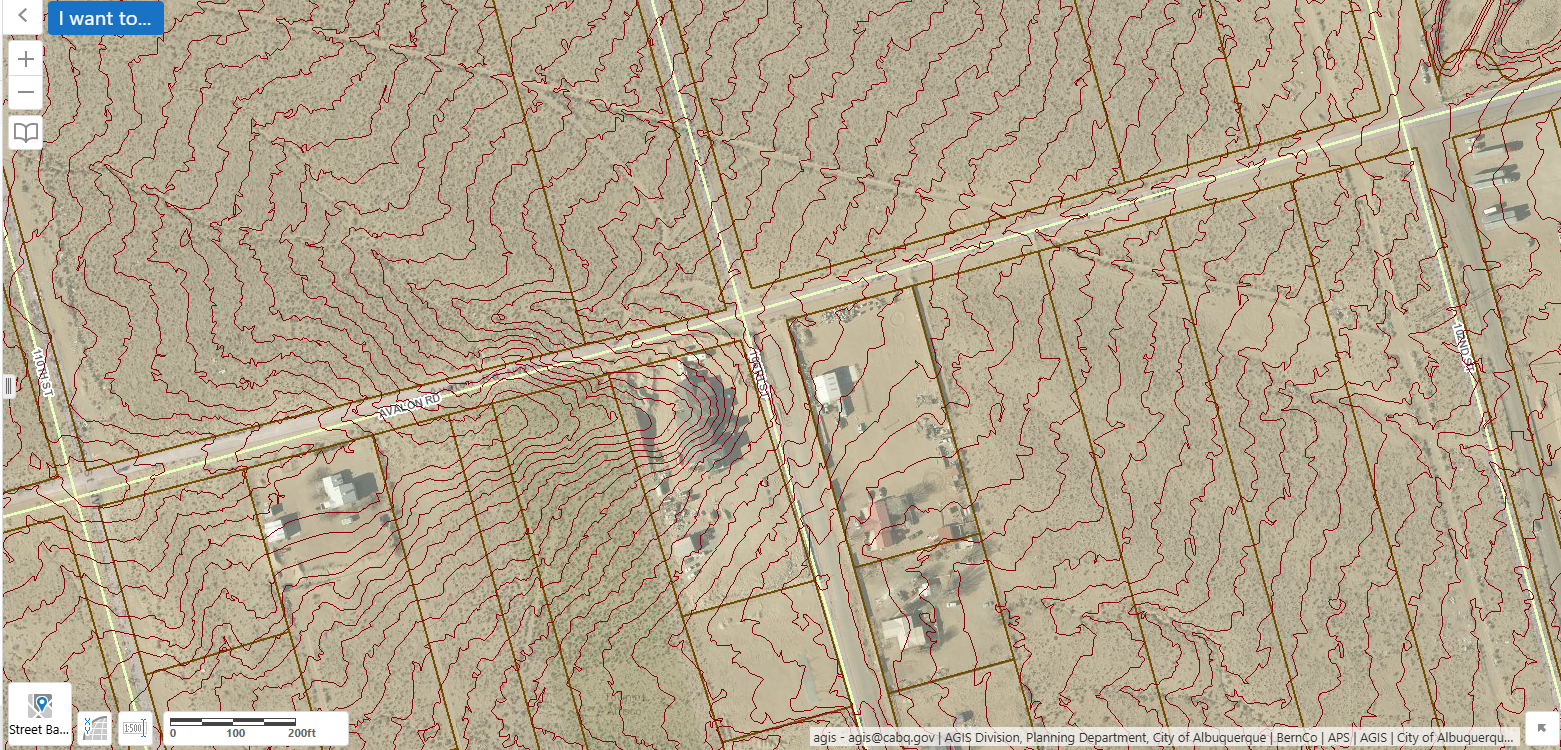 I want to...
110TH ST
AVALON RD
102ND ST
Street Ba...
1:500
0 100 200ft
agis - agis@cabq.gov | AGIS Division, Planning Department, City of Albuquerque | BernCo | APS | AGIS | City of Albuquerqu...